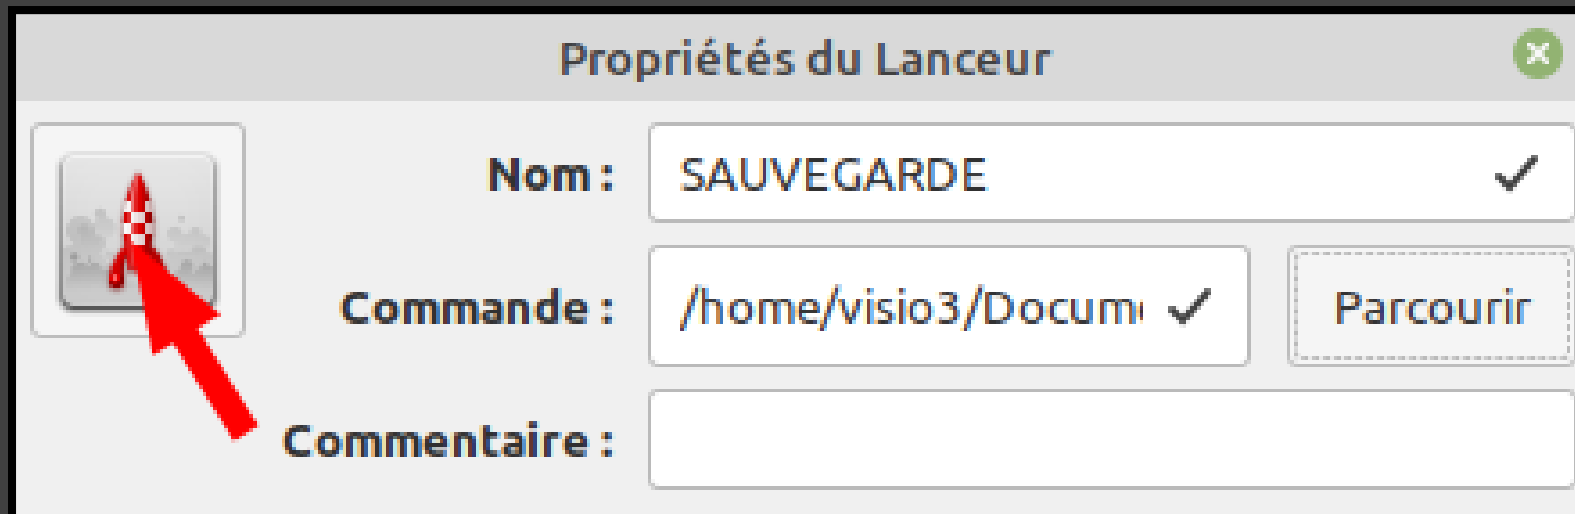 Propriétés du Lanceur
Nom : SAUVEGARDE
Commande : /home/visio3/Docum Parcourir
Commentaire :